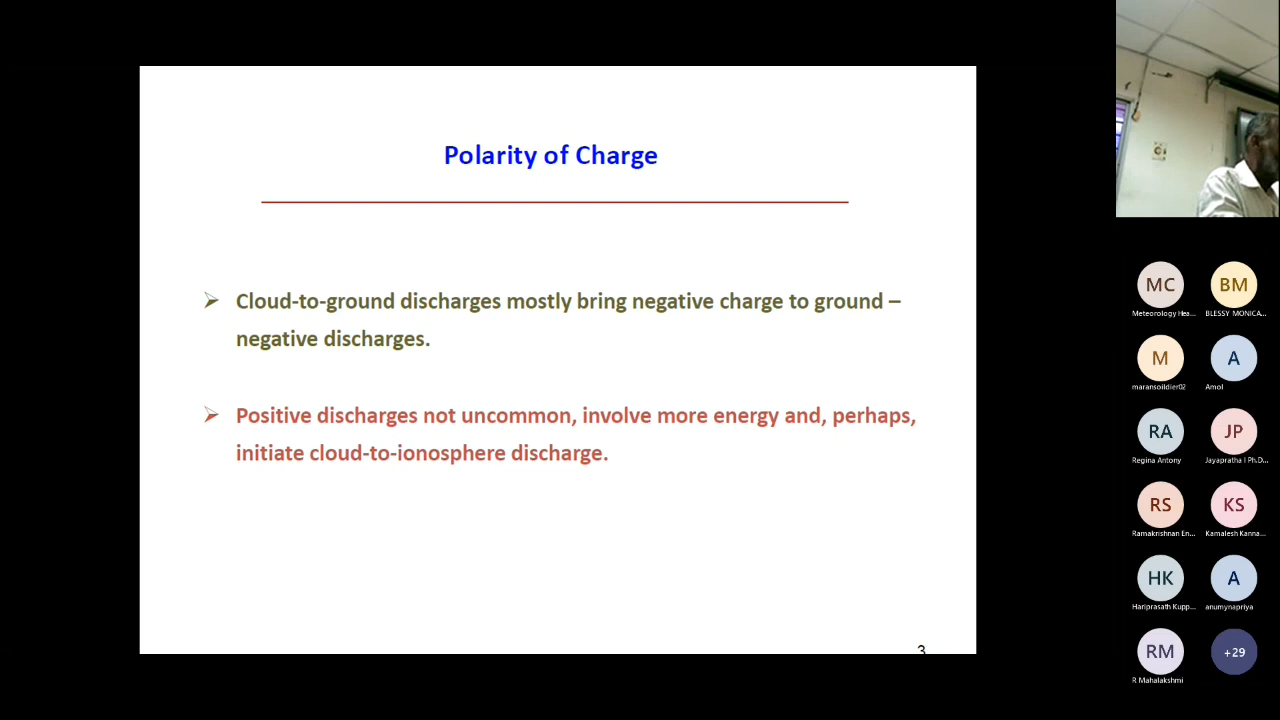 Polarity of Charge
➢ Cloud-to-ground discharges mostly bring negative charge to ground –
negative discharges.
➢ Positive discharges not uncommon, involve more energy and, perhaps,
initiate cloud-to-ionosphere discharge.
3
MC
BM
Meteorology Hea...
BLESSY MONICA...
M
A
maransoildier02
Amol
RA
JP
Regina Antony
Jayapratha I Ph.D...
RS
KS
Ramakrishnan En...
Kamalesh Kanna...
HK
A
Hariprasath Kupp...
anumynapriya
RM
+29
R Mahalakshmi